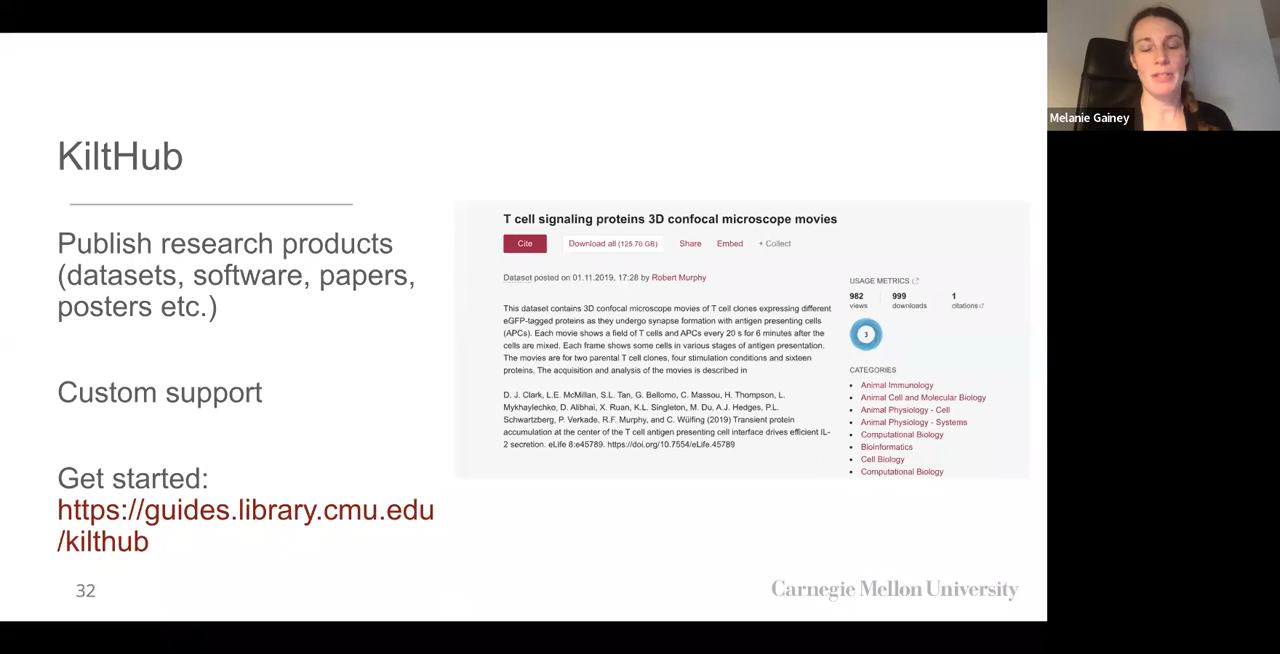 KiltHub
Publish research products
(datasets, software, papers,
posters etc.)
Custom support
Get started:
https://guides.library.cmu.edu
/kilthub
32
T cell signaling proteins 3D confocal microscope movies
Cite Download all (125.76 GB) Share Embed + Collect
Dataset posted on 01.11.2019, 17:28 by Robert Murphy
This dataset contains 3D confocal microscope movies of T cell clones expressing different
eGFP-tagged proteins as they undergo synapse formation with antigen presenting cells
(APCs). Each movie shows a field of T cells and APCs every 20 s for 6 minutes after the
cells are mixed. Each frame shows some cells in various stages of antigen presentation.
The movies are for two parental T cell clones, four stimulation conditions and sixteen
proteins. The acquisition and analysis of the movies is described in
D. J. Clark, L.E. McMillan, S.L. Tan, G. Bellomo, C. Massou, H. Thompson, L.
Mykhaylechko, D. Alibhai, X. Ruan, K.L. Singleton, M. Du, A.J. Hedges, P.L.
Schwartzberg, P. Verkade, R.F. Murphy, and C. Wülfing (2019) Transient protein
accumulation at the center of the T cell antigen presenting cell interface drives efficient IL-
2 secretion. eLife 8:e45789. https://doi.org/10.7554/eLife.45789
USAGE METRICS
982 999 1
views downloads citations
3
CATEGORIES
• Animal Immunology
• Animal Cell and Molecular Biology
• Animal Physiology - Cell
• Animal Physiology - Systems
• Computational Biology
• Bioinformatics
• Cell Biology
• Computational Biology
Carnegie Mellon University
Melanie Gainey